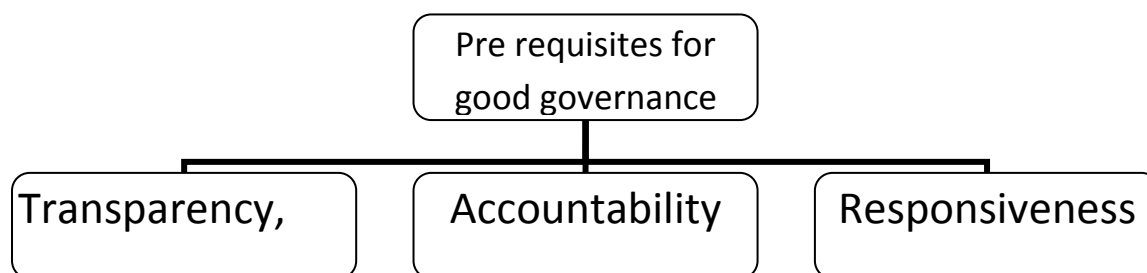 Pre requisites for
good governance
Transparency,
Accountability
Responsiveness